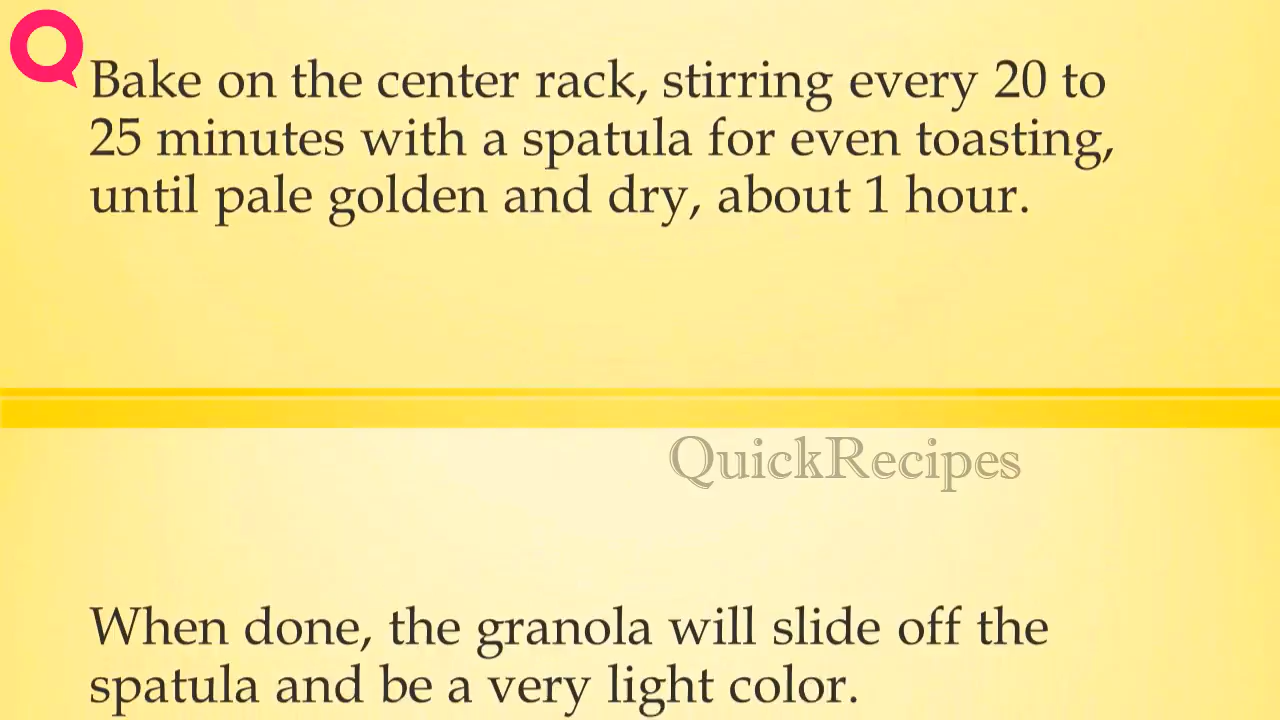 Bake on the center rack, stirring every 20 to
25 minutes with a spatula for even toasting,
until pale golden and dry, about 1 hour.
QuickRecipes
When done, the granola will slide off the
spatula and be a very light color.